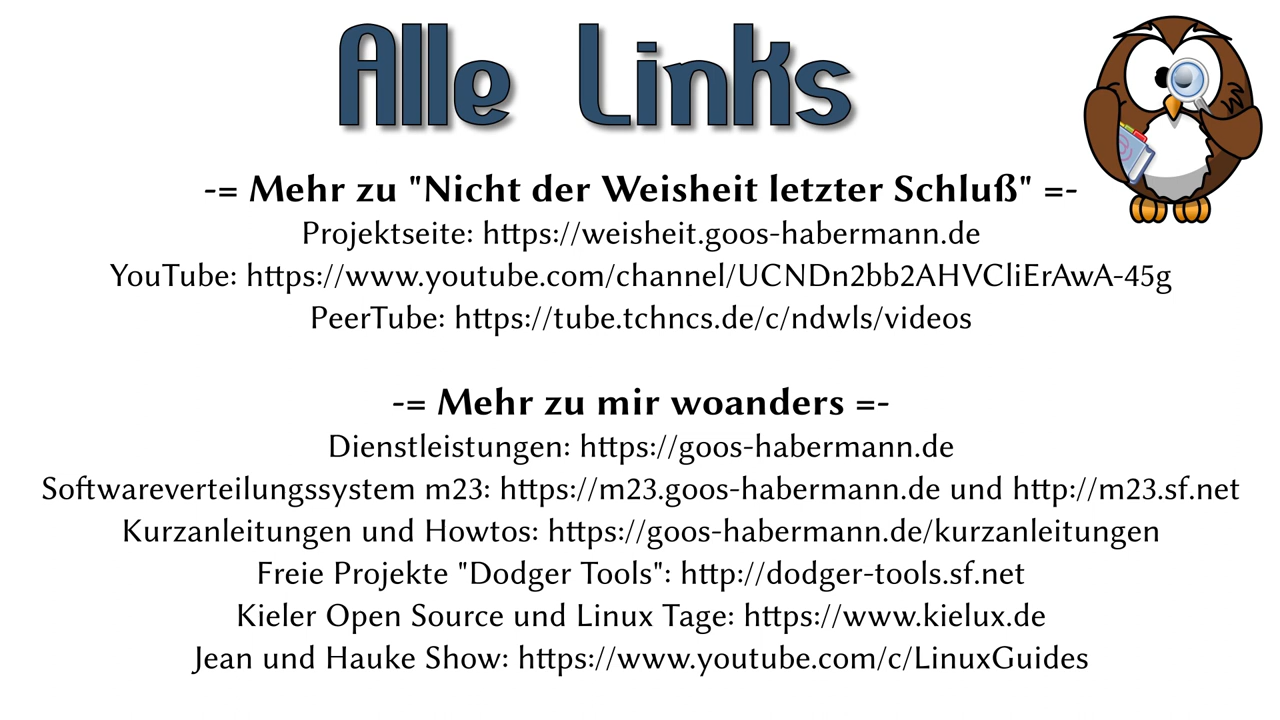 Alle Links
-= Mehr zu "Nicht der Weisheit letzter Schluß" =-
Projektseite: https://weisheit.goos-habermann.de
YouTube: https://www.youtube.com/channel/UCNDn2bb2AHVCliErAwA-45g
PeerTube: https://tube.tchncs.de/c/ndwls/videos
-= Mehr zu mir woanders =-
Dienstleistungen: https://goos-habermann.de
Softwareverteilungssystem m23: https://m23.goos-habermann.de und http://m23.sf.net
Kurzanleitungen und Howtos: https://goos-habermann.de/kurzanleitungen
Freie Projekte "Dodger Tools": http://dodger-tools.sf.net
Kieler Open Source und Linux Tage: https://www.kielux.de
Jean und Hauke Show: https://www.youtube.com/c/LinuxGuides